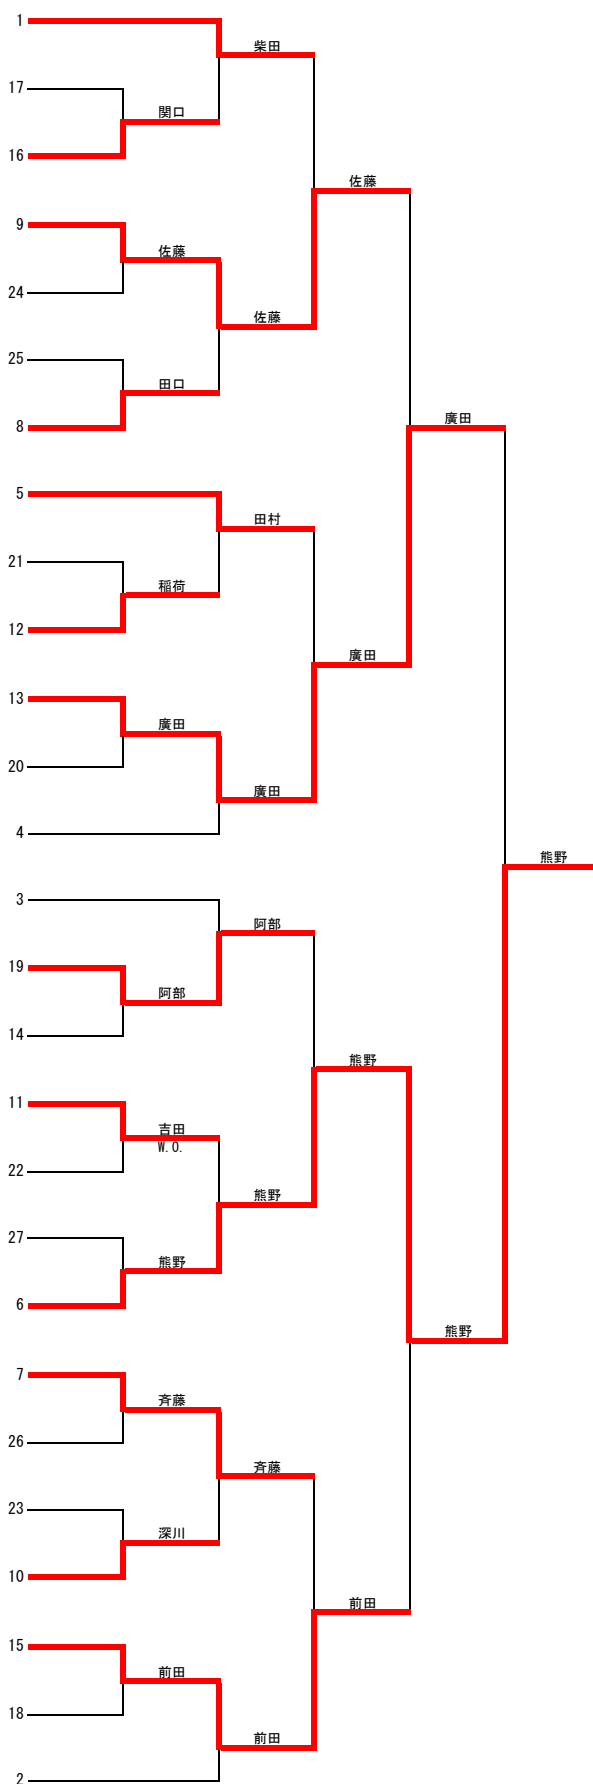 1
柴田
17
関口
16
佐藤
9
佐藤
24
佐藤
25
田口
8
廣田
5
田村
21
稲荷
12
廣田
13
廣田
20
廣田
4
熊野
3
阿部
19
阿部
14
熊野
11
吉田
W.O.
22
熊野
27
熊野
6
熊野
7
斉藤
26
斉藤
23
深川
10
前田
15
前田
18
前田
2